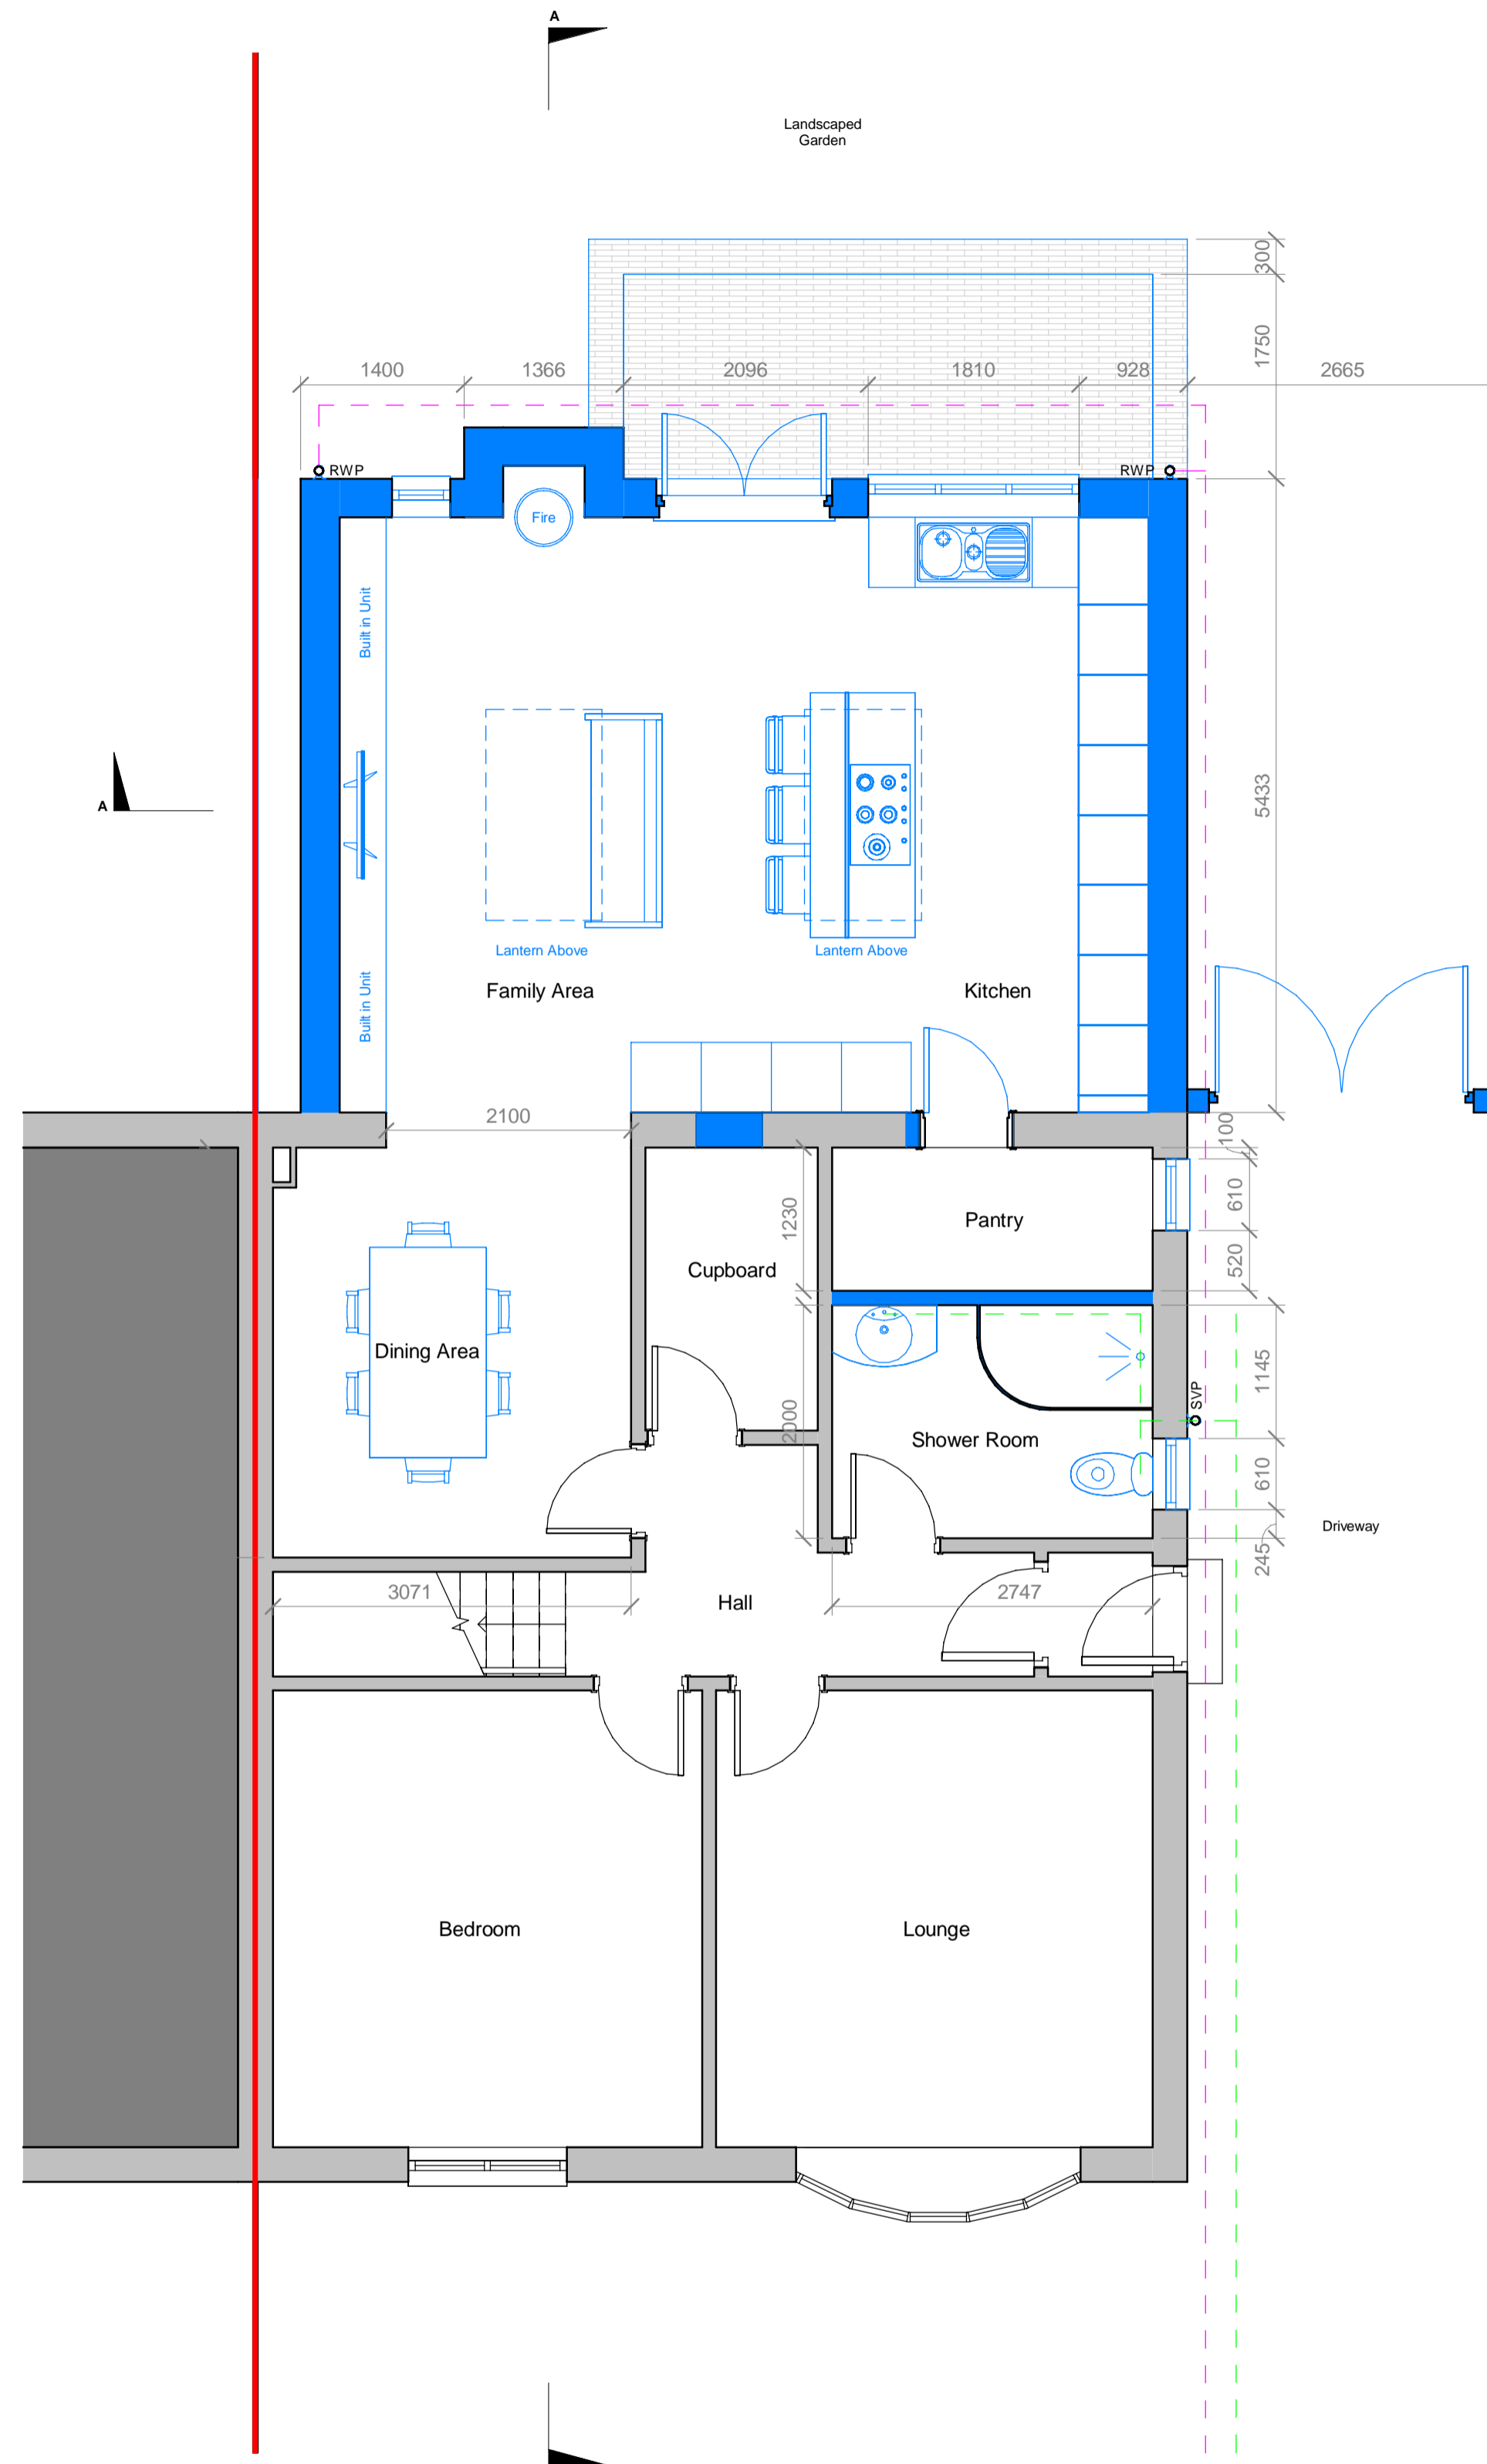 A
Landscaped
Garden
300
1750
1400
1366
2096
1810
928
2665
RWP
RWP
Fire
Built in Unit
A
5433
Lantern Above
Lantern Above
Family Area
Kitchen
Built in Unit
2100
100
610
1230
Pantry
520
Cupboard
Dining Area
1145
SVP
2000
Shower Room
610
Driveway
245
3071
Hall
2747
Bedroom
Lounge